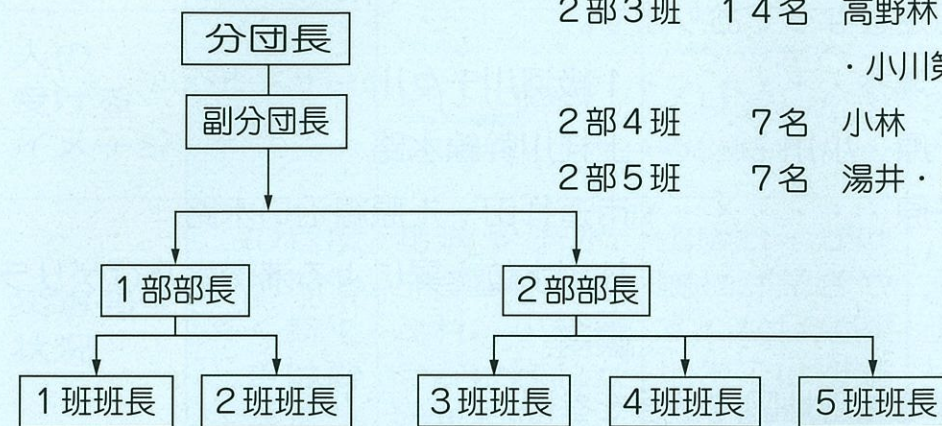 分団長
副分団長
1部部長
2部部長
1班班長
2班班長
3班班長
4班班長
5班班長
2部3班 14名 高野林
・小川
2部4班 7名 小林
2部5班 7名 湯井・